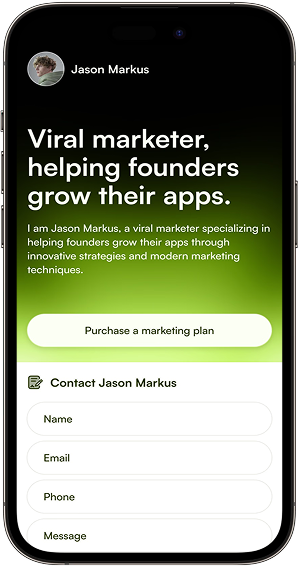 Jason Markus
Viral marketer,
helping founders
grow their apps.
I am Jason Markus, a viral marketer specializing in
helping founders grow their apps through
innovative strategies and modern marketing
techniques.
Purchase a marketing plan
Contact Jason Markus
Name
Email
Phone
Message